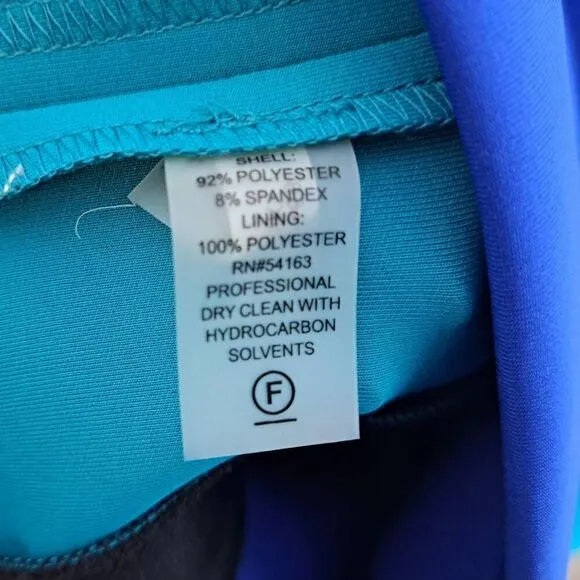 SHELL:
92% POLYESTER
8% SPANDEX
LINING:
100% POLYESTER
RN#54163
PROFESSIONAL
DRY CLEAN WITH
HYDROCARBON
SOLVENTS
F